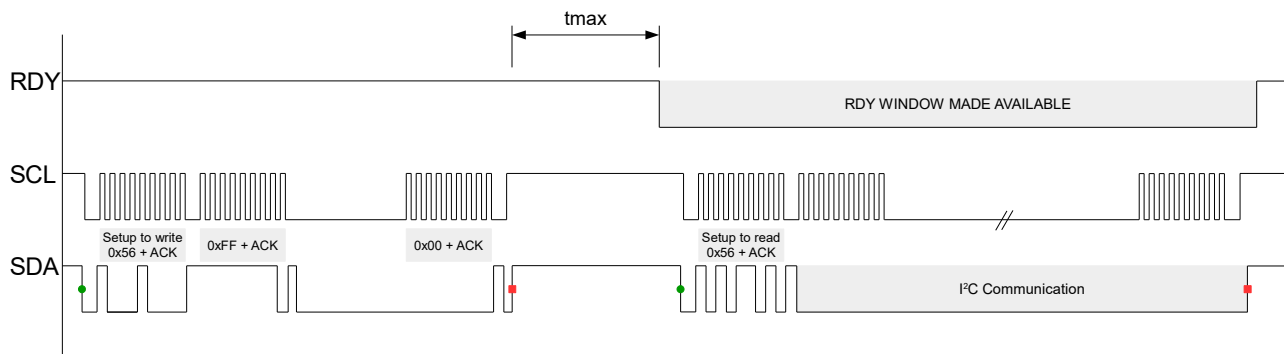 tmax
RDY
RDY WINDOW MADE AVAILABLE
SCL
Setup to write
0x56 + ACK
0xFF + ACK
0x00 + ACK
Setup to read
0x56 + ACK
SDA
I²C Communication